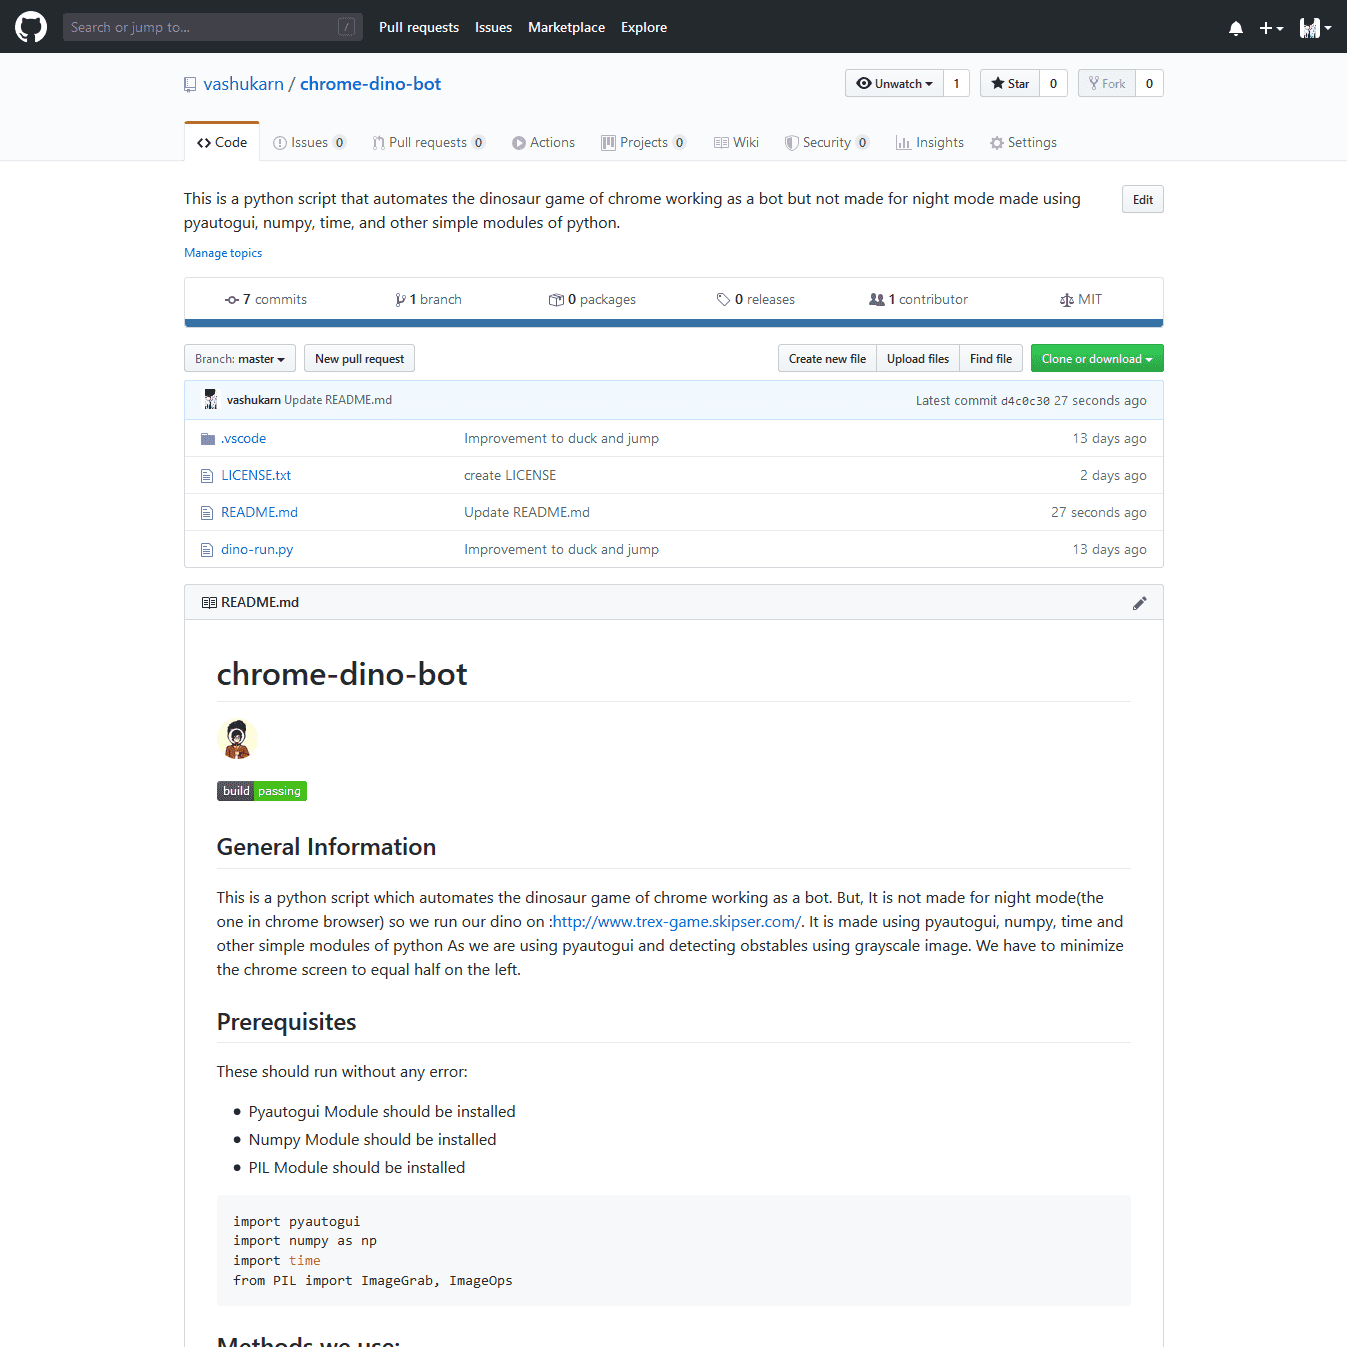 Search or jump to... /
Pull requests Issues Marketplace Explore
vashukarn / chrome-dino-bot
Unwatch 1 Star 0 Fork 0
Code Issues 0 Pull requests 0 Actions Projects 0 Wiki Security 0 Insights Settings
This is a python script that automates the dinosaur game of chrome working as a bot but not made for night mode made using
pyautogui, numpy, time, and other simple modules of python.
Edit
Manage topics
7 commits 1 branch 0 packages 0 releases 1 contributor MIT
Branch: master New pull request Create new file Upload files Find file Clone or download
vashukarn Update README.md Latest commit d4c0c30 27 seconds ago
.vscode Improvement to duck and jump 13 days ago
LICENSE.txt create LICENSE 2 days ago
README.md Update README.md 27 seconds ago
dino-run.py Improvement to duck and jump 13 days ago
README.md
chrome-dino-bot
build passing
General Information
This is a python script which automates the dinosaur game of chrome working as a bot. But, It is not made for night mode(the
one in chrome browser) so we run our dino on :http://www.trex-game.skipser.com/. It is made using pyautogui, numpy, time and
other simple modules of python As we are using pyautogui and detecting obstables using grayscale image. We have to minimize
the chrome screen to equal half on the left.
Prerequisites
These should run without any error:
Pyautogui Module should be installed
Numpy Module should be installed
PIL Module should be installed
import pyautogui
import numpy as np
import time
from PIL import ImageGrab, ImageOps
Methods we use: